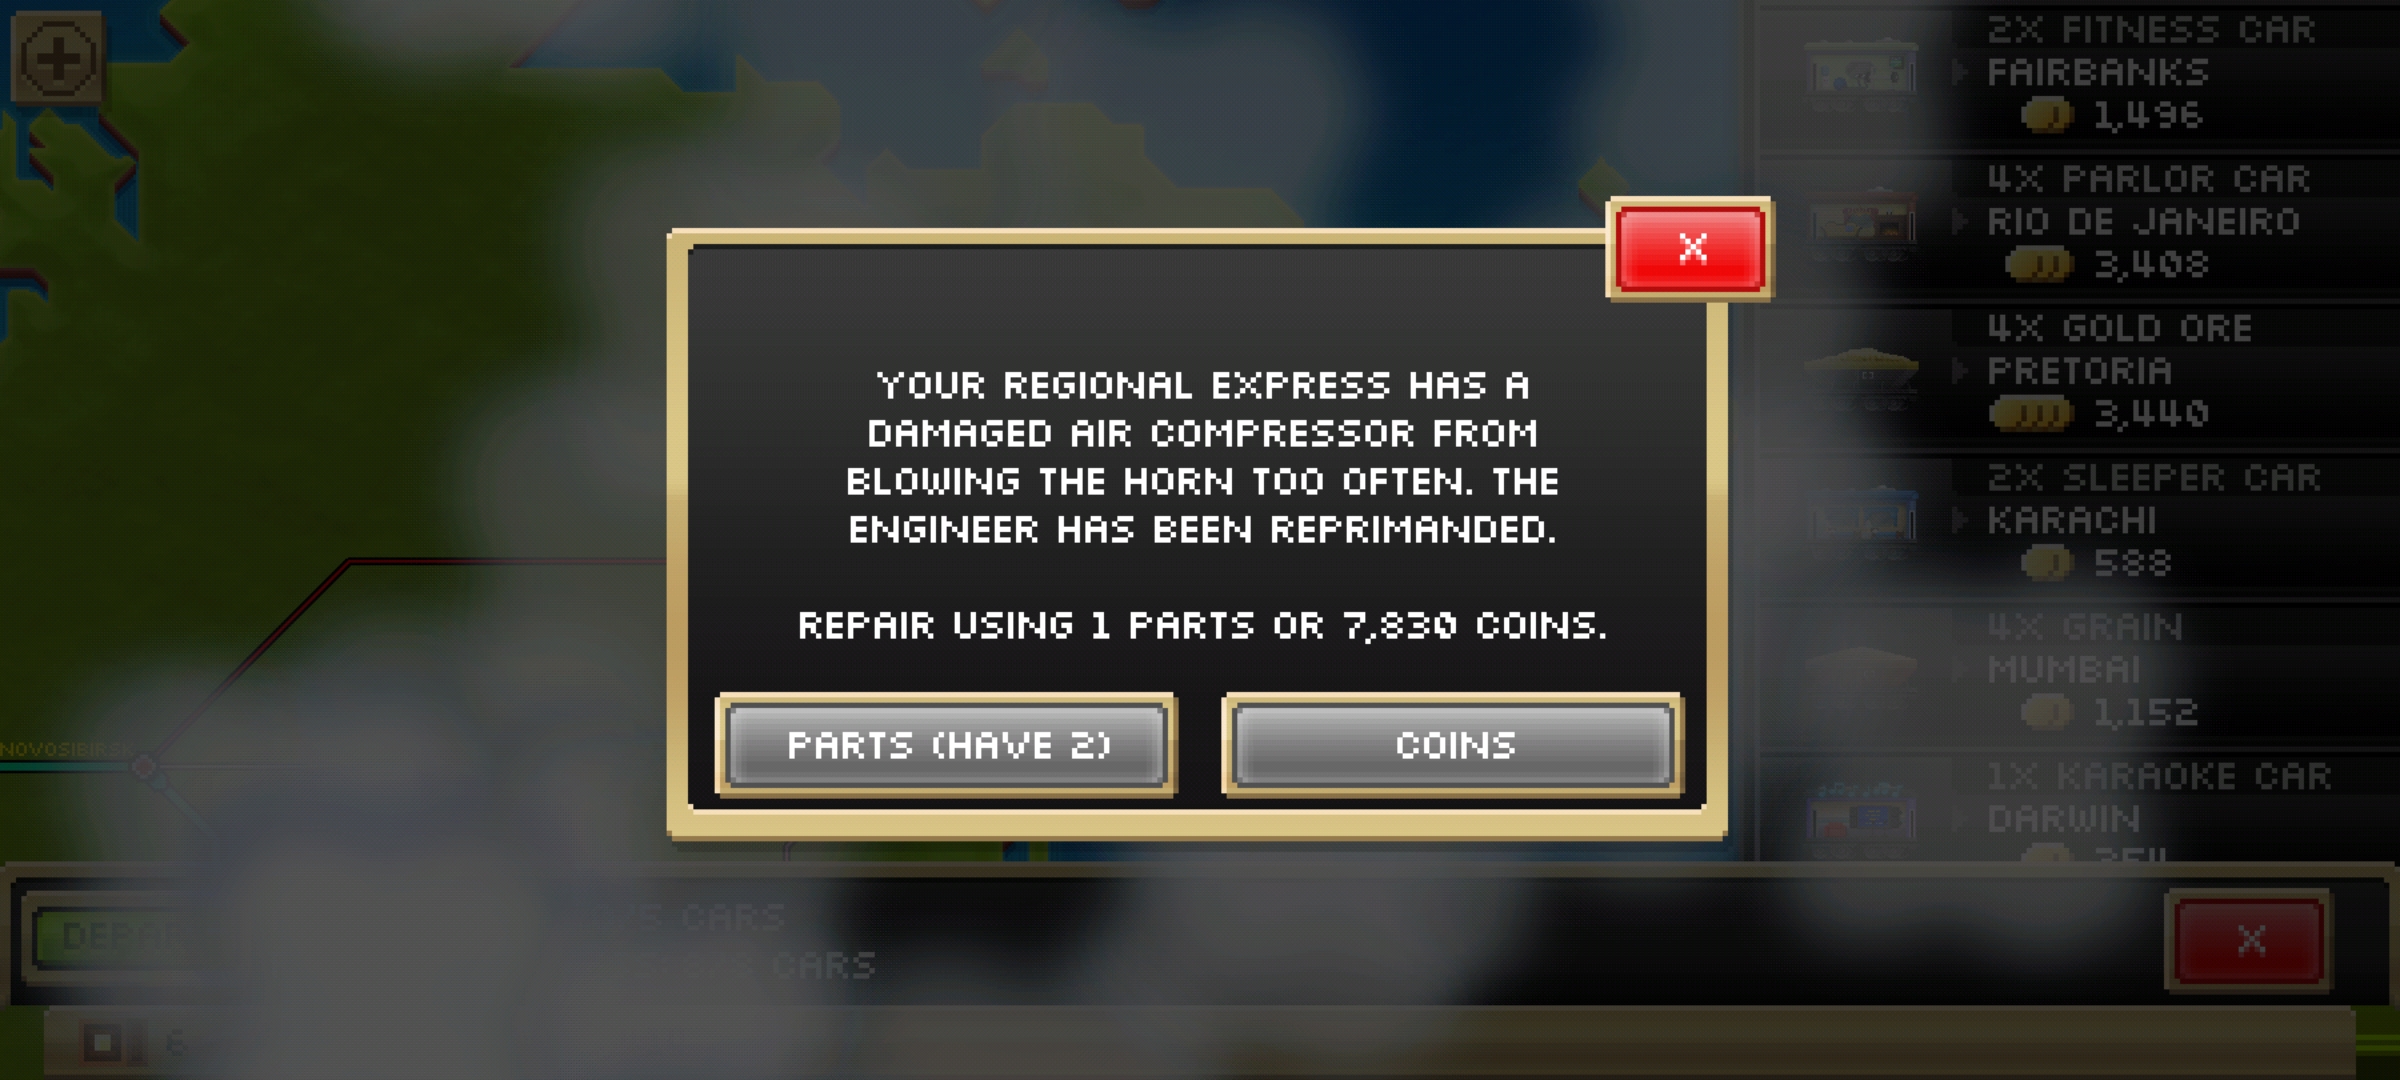 YOUR REGIONAL EXPRESS HAS A
DAMAGED AIR COMPRESSOR FROM
BLOWING THE HORN TOO OFTEN. THE
ENGINEER HAS BEEN REPRIMANDED.
REPAIR USING 1 PARTS OR 7,830 COINS.
PARTS (HAVE 2)
COINS
X
2X FITNESS CAR
FAIRBANKS
1,496
4X PARLOR CAR
RIO DE JANEIRO
3,408
4X GOLD ORE
PRETORIA
3,440
2X SLEEPER CAR
KARACHI
588
4X GRAIN
MUMBAI
1,152
1X KARAOKE CAR
DARWIN
NOVOSIBIRSK
CARS
CARS
X